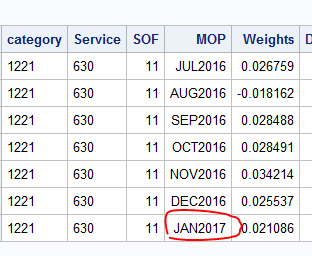 category Service SOF MOP Weights D
1221 630 11 JUL2016 0.026759
1221 630 11 AUG2016 -0.018162
1221 630 11 SEP2016 0.028488
1221 630 11 OCT2016 0.028491
1221 630 11 NOV2016 0.034214
1221 630 11 DEC2016 0.025537
1221 630 11 JAN2017 0.021086